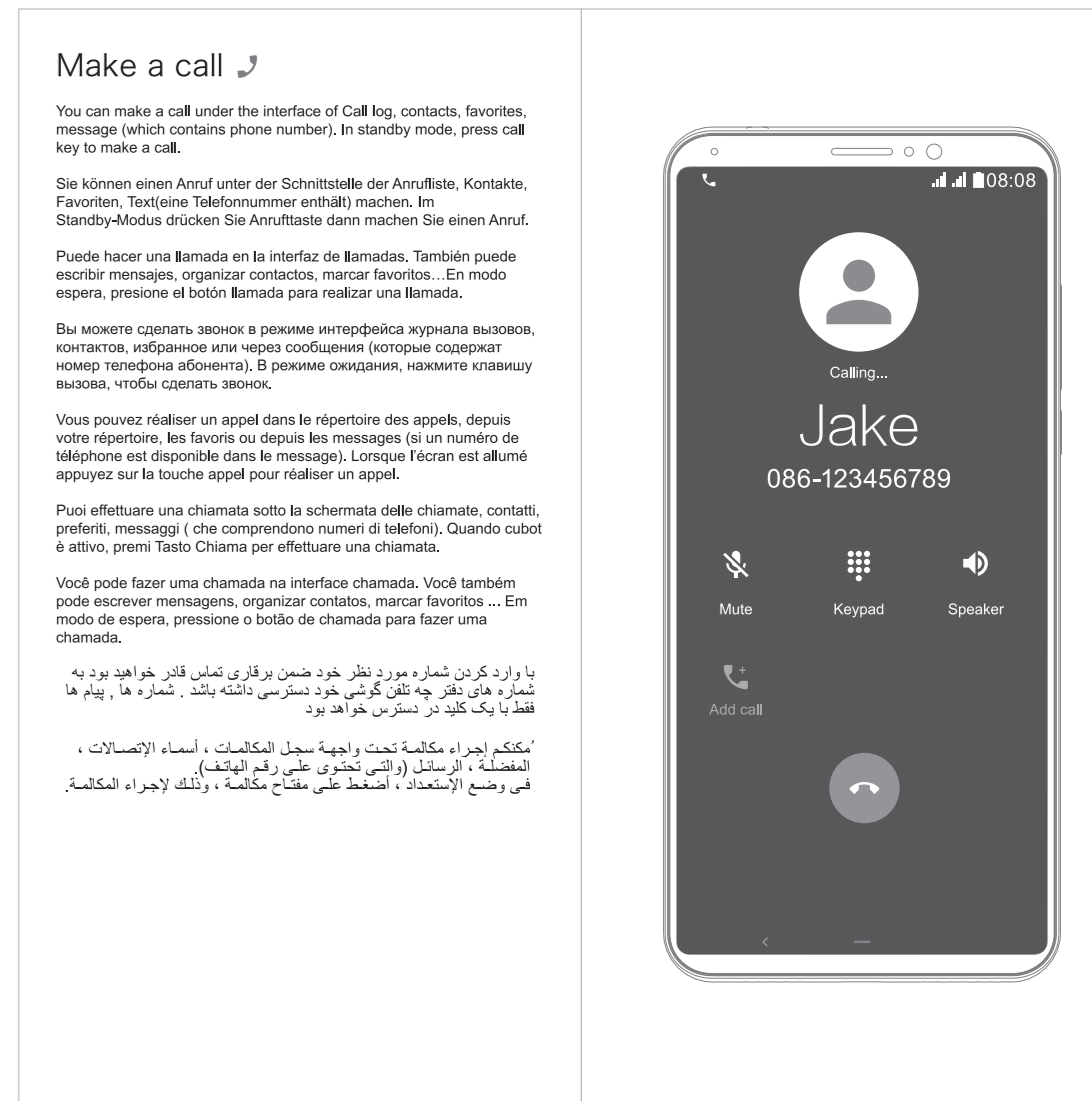 Make a call
You can make a call under the interface of Call log, contacts, favorites,
message (which contains phone number). In standby mode, press call
key to make a call.
Sie können einen Anruf unter der Schnittstelle der Anrufliste, Kontakte,
Favoriten, Text(eine Telefonnummer enthält) machen. Im
Standby-Modus drücken Sie Anrufttaste dann machen Sie einen Anruf.
Puede hacer una llamada en la interfaz de llamadas. También puede
escribir mensajes, organizar contactos, marcar favoritos…En modo
espera, presione el botón llamada para realizar una llamada.
Вы можете сделать звонок в режиме интерфейса журнала вызовов,
контактов, избранное или через сообщения (которые содержат
номер телефона абонента). В режиме ожидания, нажмите клавишу
вызова, чтобы сделать звонок.
Vous pouvez réaliser un appel dans le répertoire des appels, depuis
votre répertoire, les favoris ou depuis les messages (si un numéro de
téléphone est disponible dans le message). Lorsque l’écran est allumé
appuyez sur la touche appel pour réaliser un appel.
Puoi effettuare una chiamata sotto la schermata delle chiamate, contatti,
preferiti, messaggi ( che comprendono numeri di telefoni). Quando cubot
è attivo, premi Tasto Chiama per effettuare una chiamata.
Você pode fazer uma chamada na interface chamada. Você também
pode escrever mensagens, organizar contatos, marcar favoritos ... Em
modo de espera, pressione o botão de chamada para fazer uma
chamada.
با وارد کردن شماره مورد نظر خود ضمن برقاری تماس قادر خواهید بود به
شماره های دفتر چه تلفن گوشی خود دسترسی داشته باشد . شماره ها , پیام ها
فقط با یک کلید در دسترس خواهد بود
ُمكنكم إجراء مكالمة تحت واجهة سجل المكالمات ، أسماء الإتصالات ،
المفضلة ، الرسائل (والتى تحتوى على رقم الهاتف).
فى وضع الإستعداد ، أضغط على مفتاح مكالمة ، وذلك لإجراء المكالمة.
08:08
Calling...
Jake
086-123456789
Mute Keypad Speaker
Add call